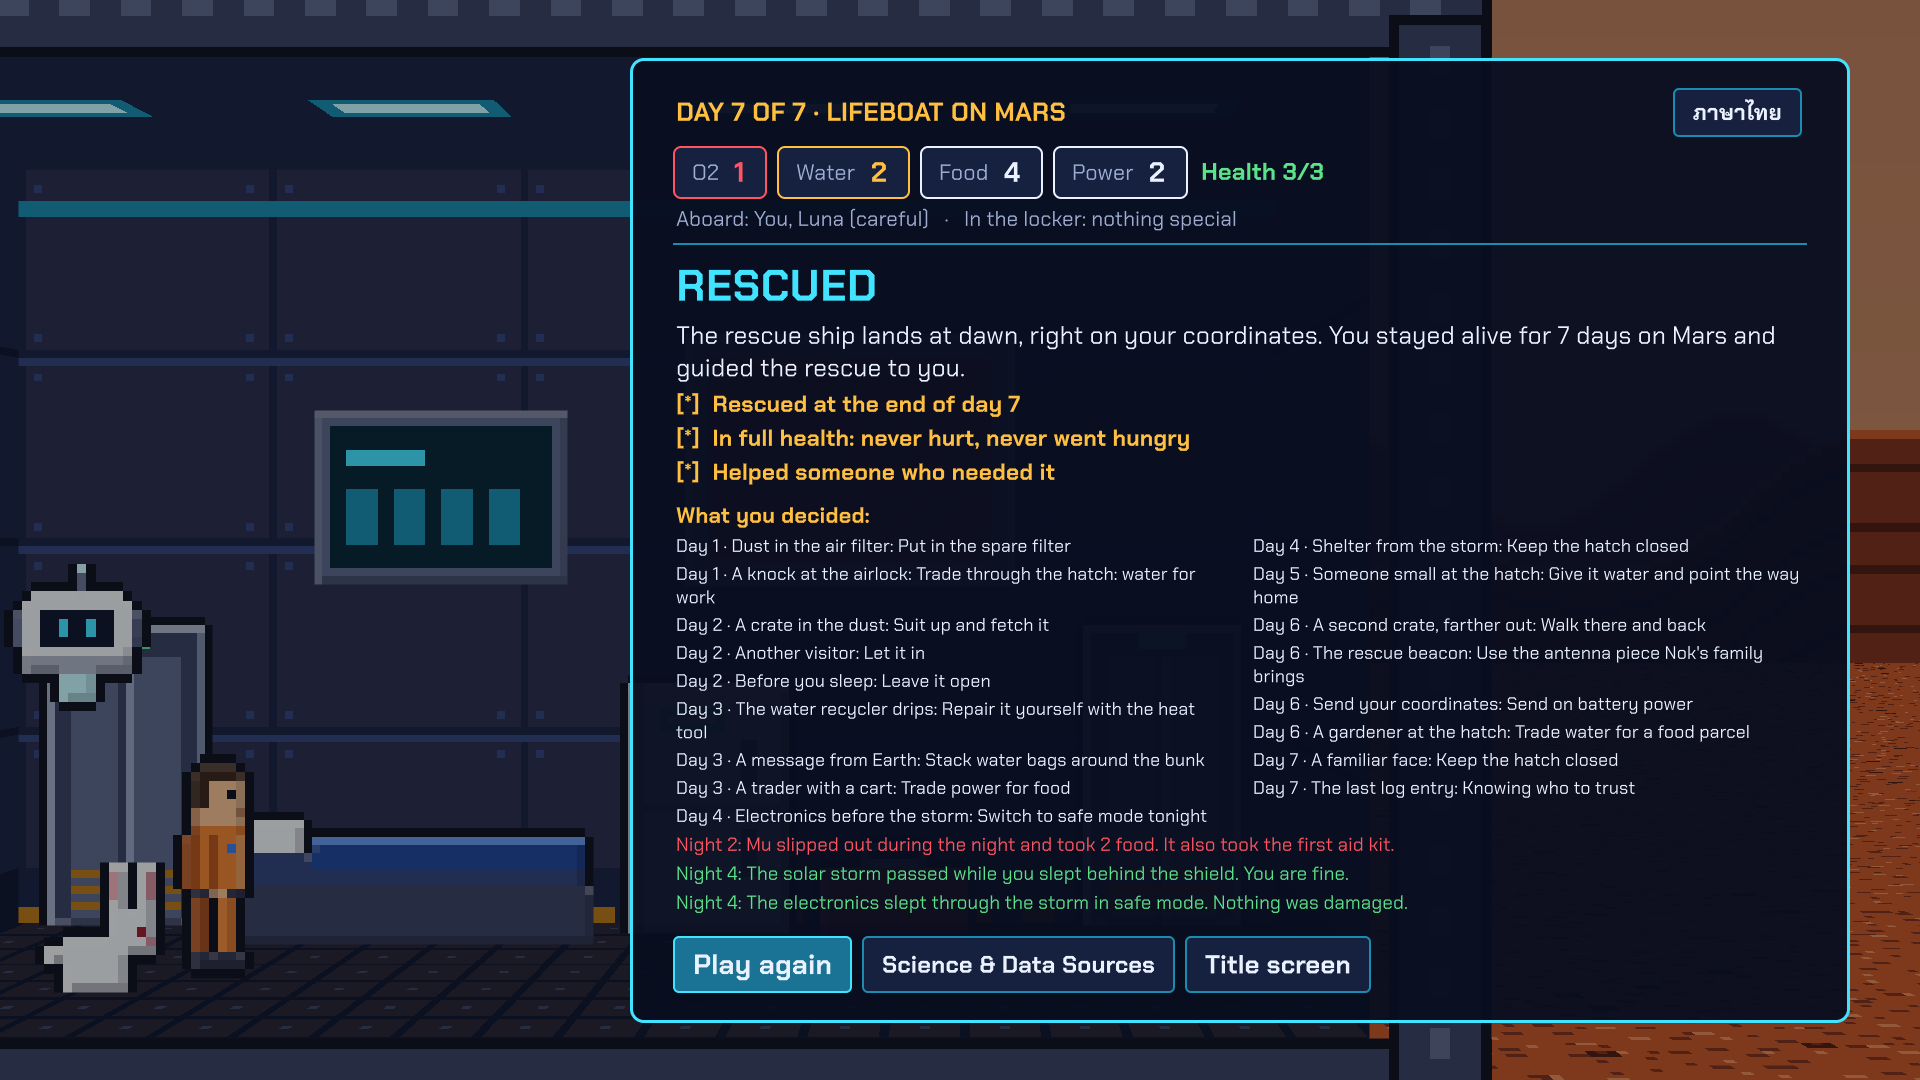 DAY 7 OF 7 · LIFEBOAT ON MARS
ภาษาไทย
O2 1
Water 2
Food 4
Power 2
Health 3/3
Aboard: You, Luna (careful) · In the locker: nothing special
RESCUED
The rescue ship lands at dawn, right on your coordinates. You stayed alive for 7 days on Mars and
guided the rescue to you.
[*] Rescued at the end of day 7
[*] In full health: never hurt, never went hungry
[*] Helped someone who needed it
What you decided:
Day 1 · Dust in the air filter: Put in the spare filter
Day 1 · A knock at the airlock: Trade through the hatch: water for
work
Day 2 · A crate in the dust: Suit up and fetch it
Day 2 · Another visitor: Let it in
Day 2 · Before you sleep: Leave it open
Day 3 · The water recycler drips: Repair it yourself with the heat
tool
Day 3 · A message from Earth: Stack water bags around the bunk
Day 3 · A trader with a cart: Trade power for food
Day 4 · Electronics before the storm: Switch to safe mode tonight
Day 4 · Shelter from the storm: Keep the hatch closed
Day 5 · Someone small at the hatch: Give it water and point the way
home
Day 6 · A second crate, farther out: Walk there and back
Day 6 · The rescue beacon: Use the antenna piece Nok's family
brings
Day 6 · Send your coordinates: Send on battery power
Day 6 · A gardener at the hatch: Trade water for a food parcel
Day 7 · A familiar face: Keep the hatch closed
Day 7 · The last log entry: Knowing who to trust
Night 2: Mu slipped out during the night and took 2 food. It also took the first aid kit.
Night 4: The solar storm passed while you slept behind the shield. You are fine.
Night 4: The electronics slept through the storm in safe mode. Nothing was damaged.
Play again
Science & Data Sources
Title screen